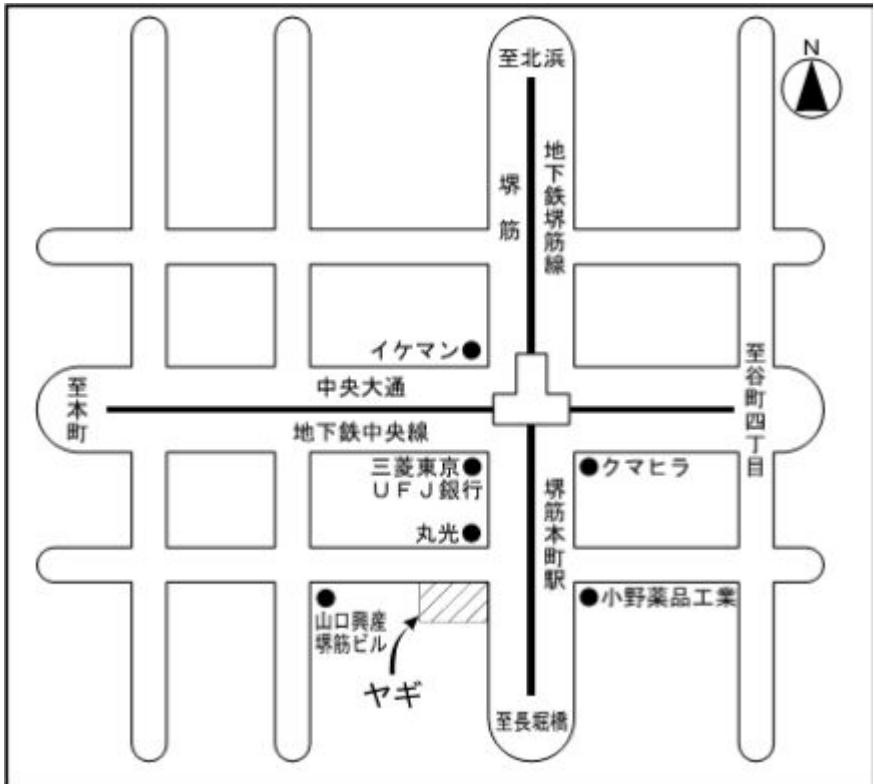 N
至北浜
堺筋
地下鉄堺筋線
イケマン
中央大通
至本町
至谷町四丁目
地下鉄中央線
三菱東京
UFJ銀行
クマヒラ
丸光
堺筋本町駅
山口興産
堺筋ビル
小野薬品工業
ヤギ
至長堀橋